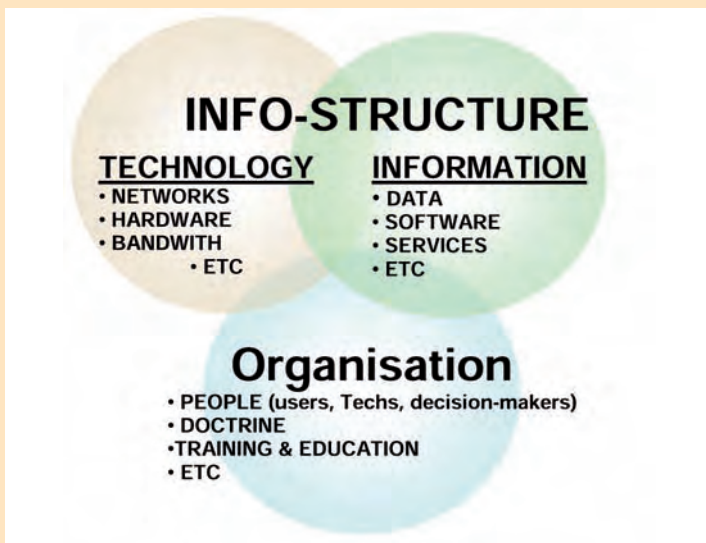 INFO-STRUCTURE
TECHNOLOGY
• NETWORKS
• HARDWARE
• BANDWITH
• ETC
INFORMATION
• DATA
• SOFTWARE
• SERVICES
• ETC
Organisation
• PEOPLE (users, Techs, decision-makers)
• DOCTRINE
•TRAINING & EDUCATION
• ETC